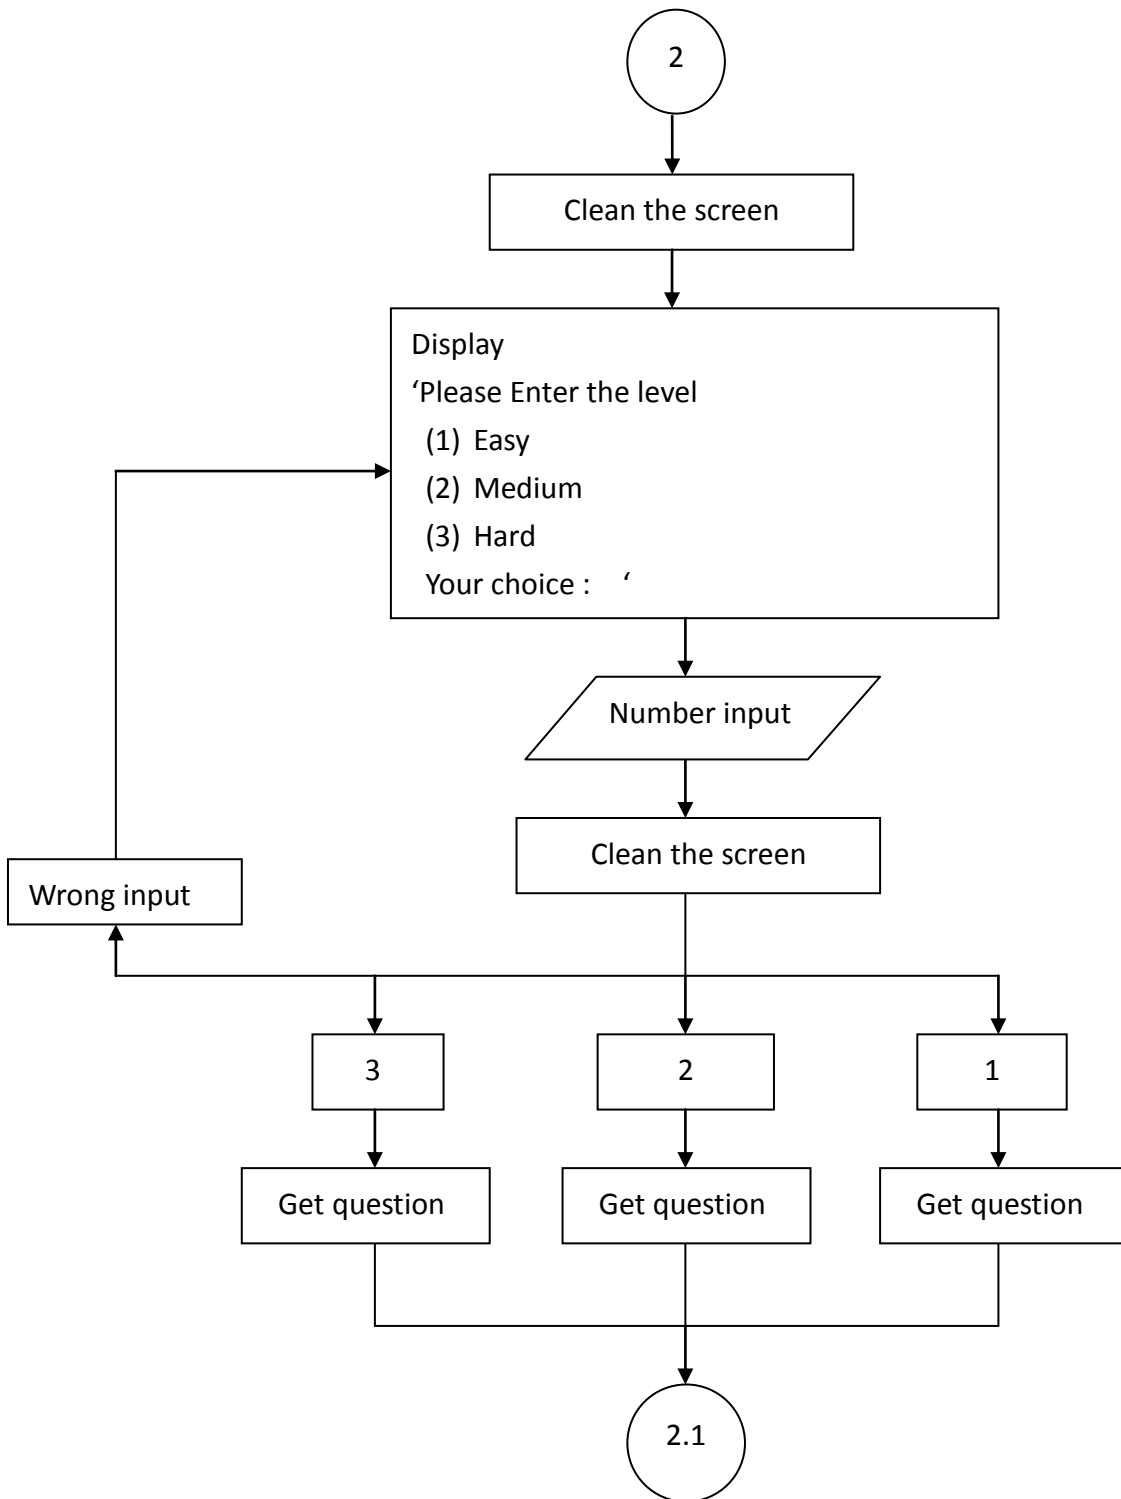 2
Clean the screen
Display
‘Please Enter the level
(1) Easy
(2) Medium
(3) Hard
Your choice : ‘
Number input
Clean the screen
Wrong input
3
2
1
Get question
Get question
Get question
2.1